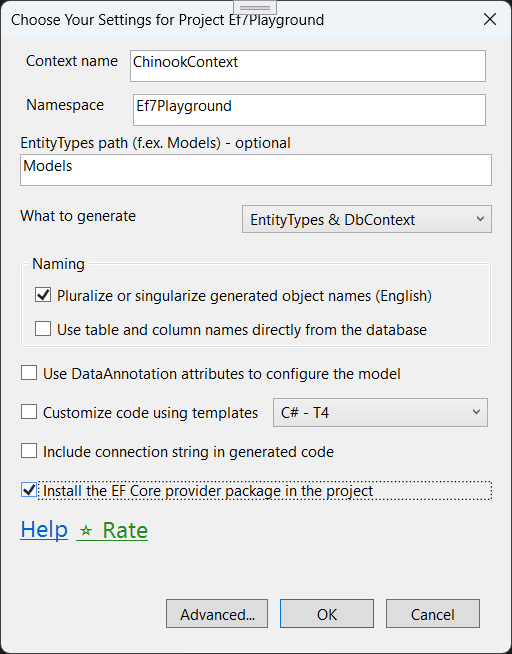 Choose Your Settings for Project Ef7Playground
Context name ChinookContext
Namespace Ef7Playground
EntityTypes path (f.ex. Models) - optional
Models
What to generate EntityTypes & DbContext
Naming
Pluralize or singularize generated object names (English)
Use table and column names directly from the database
Use DataAnnotation attributes to configure the model
Customize code using templates C# - T4
Include connection string in generated code
Install the EF Core provider package in the project
Help ☆ Rate
Advanced... OK Cancel